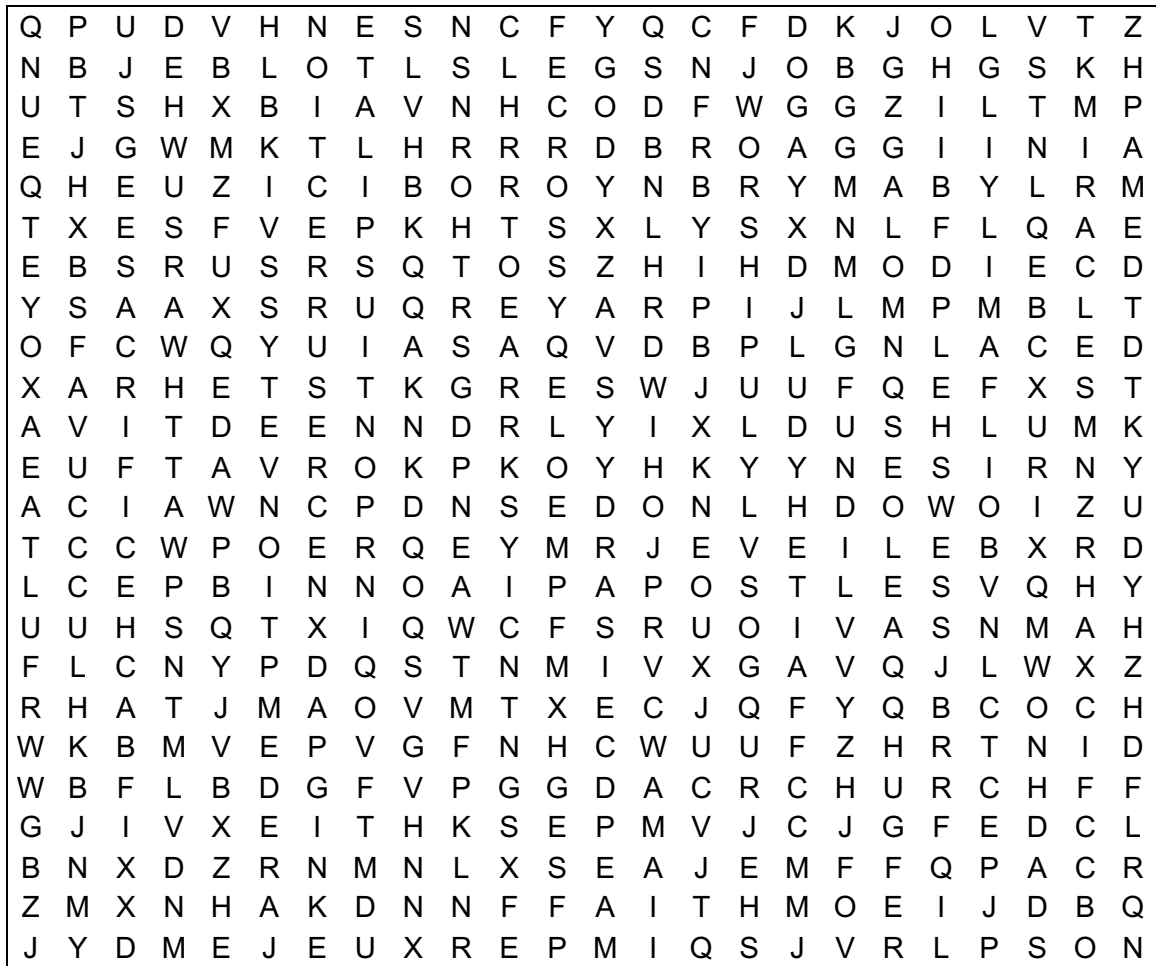 Q P U D V H N E S N C F Y Q C F D K J O L V T Z
N B J E B L O T L S L E G S N J O B G H G S K H
U T S H X B I A V N H C O D F W G G Z I L T M P
E J G W M K T L H R R R D B R O A G G I I N I A
Q H E U Z I C I B O R O Y N B R Y M A B Y L R M
T X E S F V E P K H T S X L Y S X N L F L Q A E
E B S R U S R S Q T O S Z H I H D M O D I E C D
Y S A A X S R U Q R E Y A R P I J L M P M B L T
O F C W Q Y U I A S A Q V D B P L G N L A C E D
X A R H E T S T K G R E S W J U U F Q E F X S T
A V I T D E E N N D R L Y I X L D U S H L U M K
E U F T A V R O K P K O Y H K Y Y N E S I R N Y
A C I A W N C P D N S E D O N L H D O W O I Z U
T C C W P O E R Q E Y M R J E V E I L E B X R D
L C E P B I N N O A I P A P O S T L E S V Q H Y
U U H S Q T X I Q W C F S R U O I V A S N M A H
F L C N Y P D Q S T N M I V X G A V Q J L W X Z
R H A T J M A O V M T X E C J Q F Y Q B C O C H
W K B M V E P V G F N H C W U U F Z H R T N I D
W B F L B D G F V P G G D A C R C H U R C H F F
G J I V X E I T H K S E P M V J C J G F E D C L
B N X D Z R N M N L X S E A J E M F F Q P A C R
Z M X N H A K D N N F F A I T H M O E I J D B Q
J Y D M E J E U X R E P M I Q S J V R L P S O N